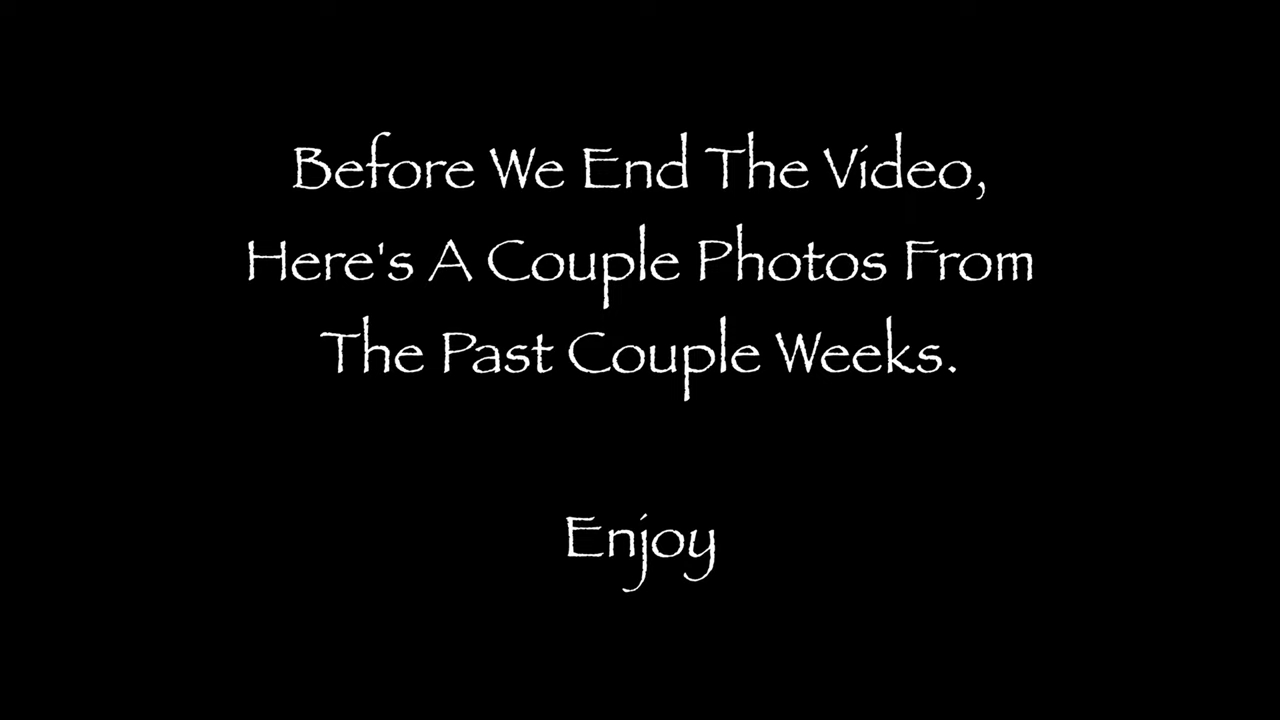 Before We End The Video,
Here's A Couple Photos From
The Past Couple Weeks.
Enjoy